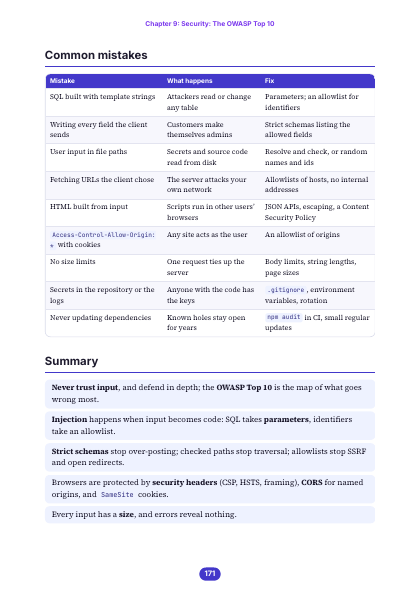 Chapter 9: Security: The OWASP Top 10
Common mistakes
Mistake What happens Fix
SQL built with template strings Attackers read or change Parameters; an allowlist for
any table identifiers
Writing every field the client Customers make Strict schemas listing the
sends themselves admins allowed fields
User input in file paths Secrets and source code Resolve and check, or random
read from disk names and ids
Fetching URLs the client chose The server attacks your Allowlists of hosts, no internal
own network addresses
HTML built from input Scripts run in other users' JSON APIs, escaping, a Content
browsers Security Policy
Access-Control-Allow-Origin: Any site acts as the user An allowlist of origins
* with cookies
No size limits One request ties up the Body limits, string lengths,
server page sizes
Secrets in the repository or the Anyone with the code has .gitignore, environment
logs the keys variables, rotation
Never updating dependencies Known holes stay open npm audit in CI, small regular
for years updates
Summary
Never trust input, and defend in depth; the OWASP Top 10 is the map of what goes
wrong most.
Injection happens when input becomes code: SQL takes parameters, identifiers
take an allowlist.
Strict schemas stop over-posting; checked paths stop traversal; allowlists stop SSRF
and open redirects.
Browsers are protected by security headers (CSP, HSTS, framing), CORS for named
origins, and SameSite cookies.
Every input has a size, and errors reveal nothing.
171